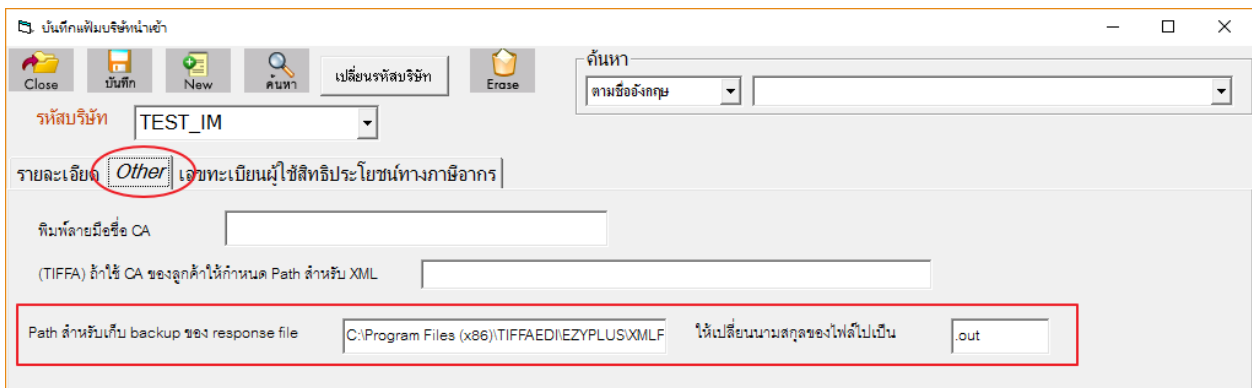 บันทึกแฟ้มบริษัทนำเข้า
Close บันทึก New ค้นหา เปลี่ยนรหัสบริษัท Erase
ค้นหา
ตามชื่ออังกฤษ
รหัสบริษัท TEST_IM
รายละเอียด Other เลขทะเบียนผู้ใช้สิทธิประโยชน์ทางภาษีอากร
พิมพ์ลายมือชื่อ CA
(TIFFA) ถ้าใช้ CA ของลูกค้าให้กำหนด Path สำหรับ XML
Path สำหรับเก็บ backup ของ response file C:\Program Files (x86)\TIFFAEDI\EZYPLUS\XMLF ให้เปลี่ยนนามสกุลของไฟล์ไปเป็น .out